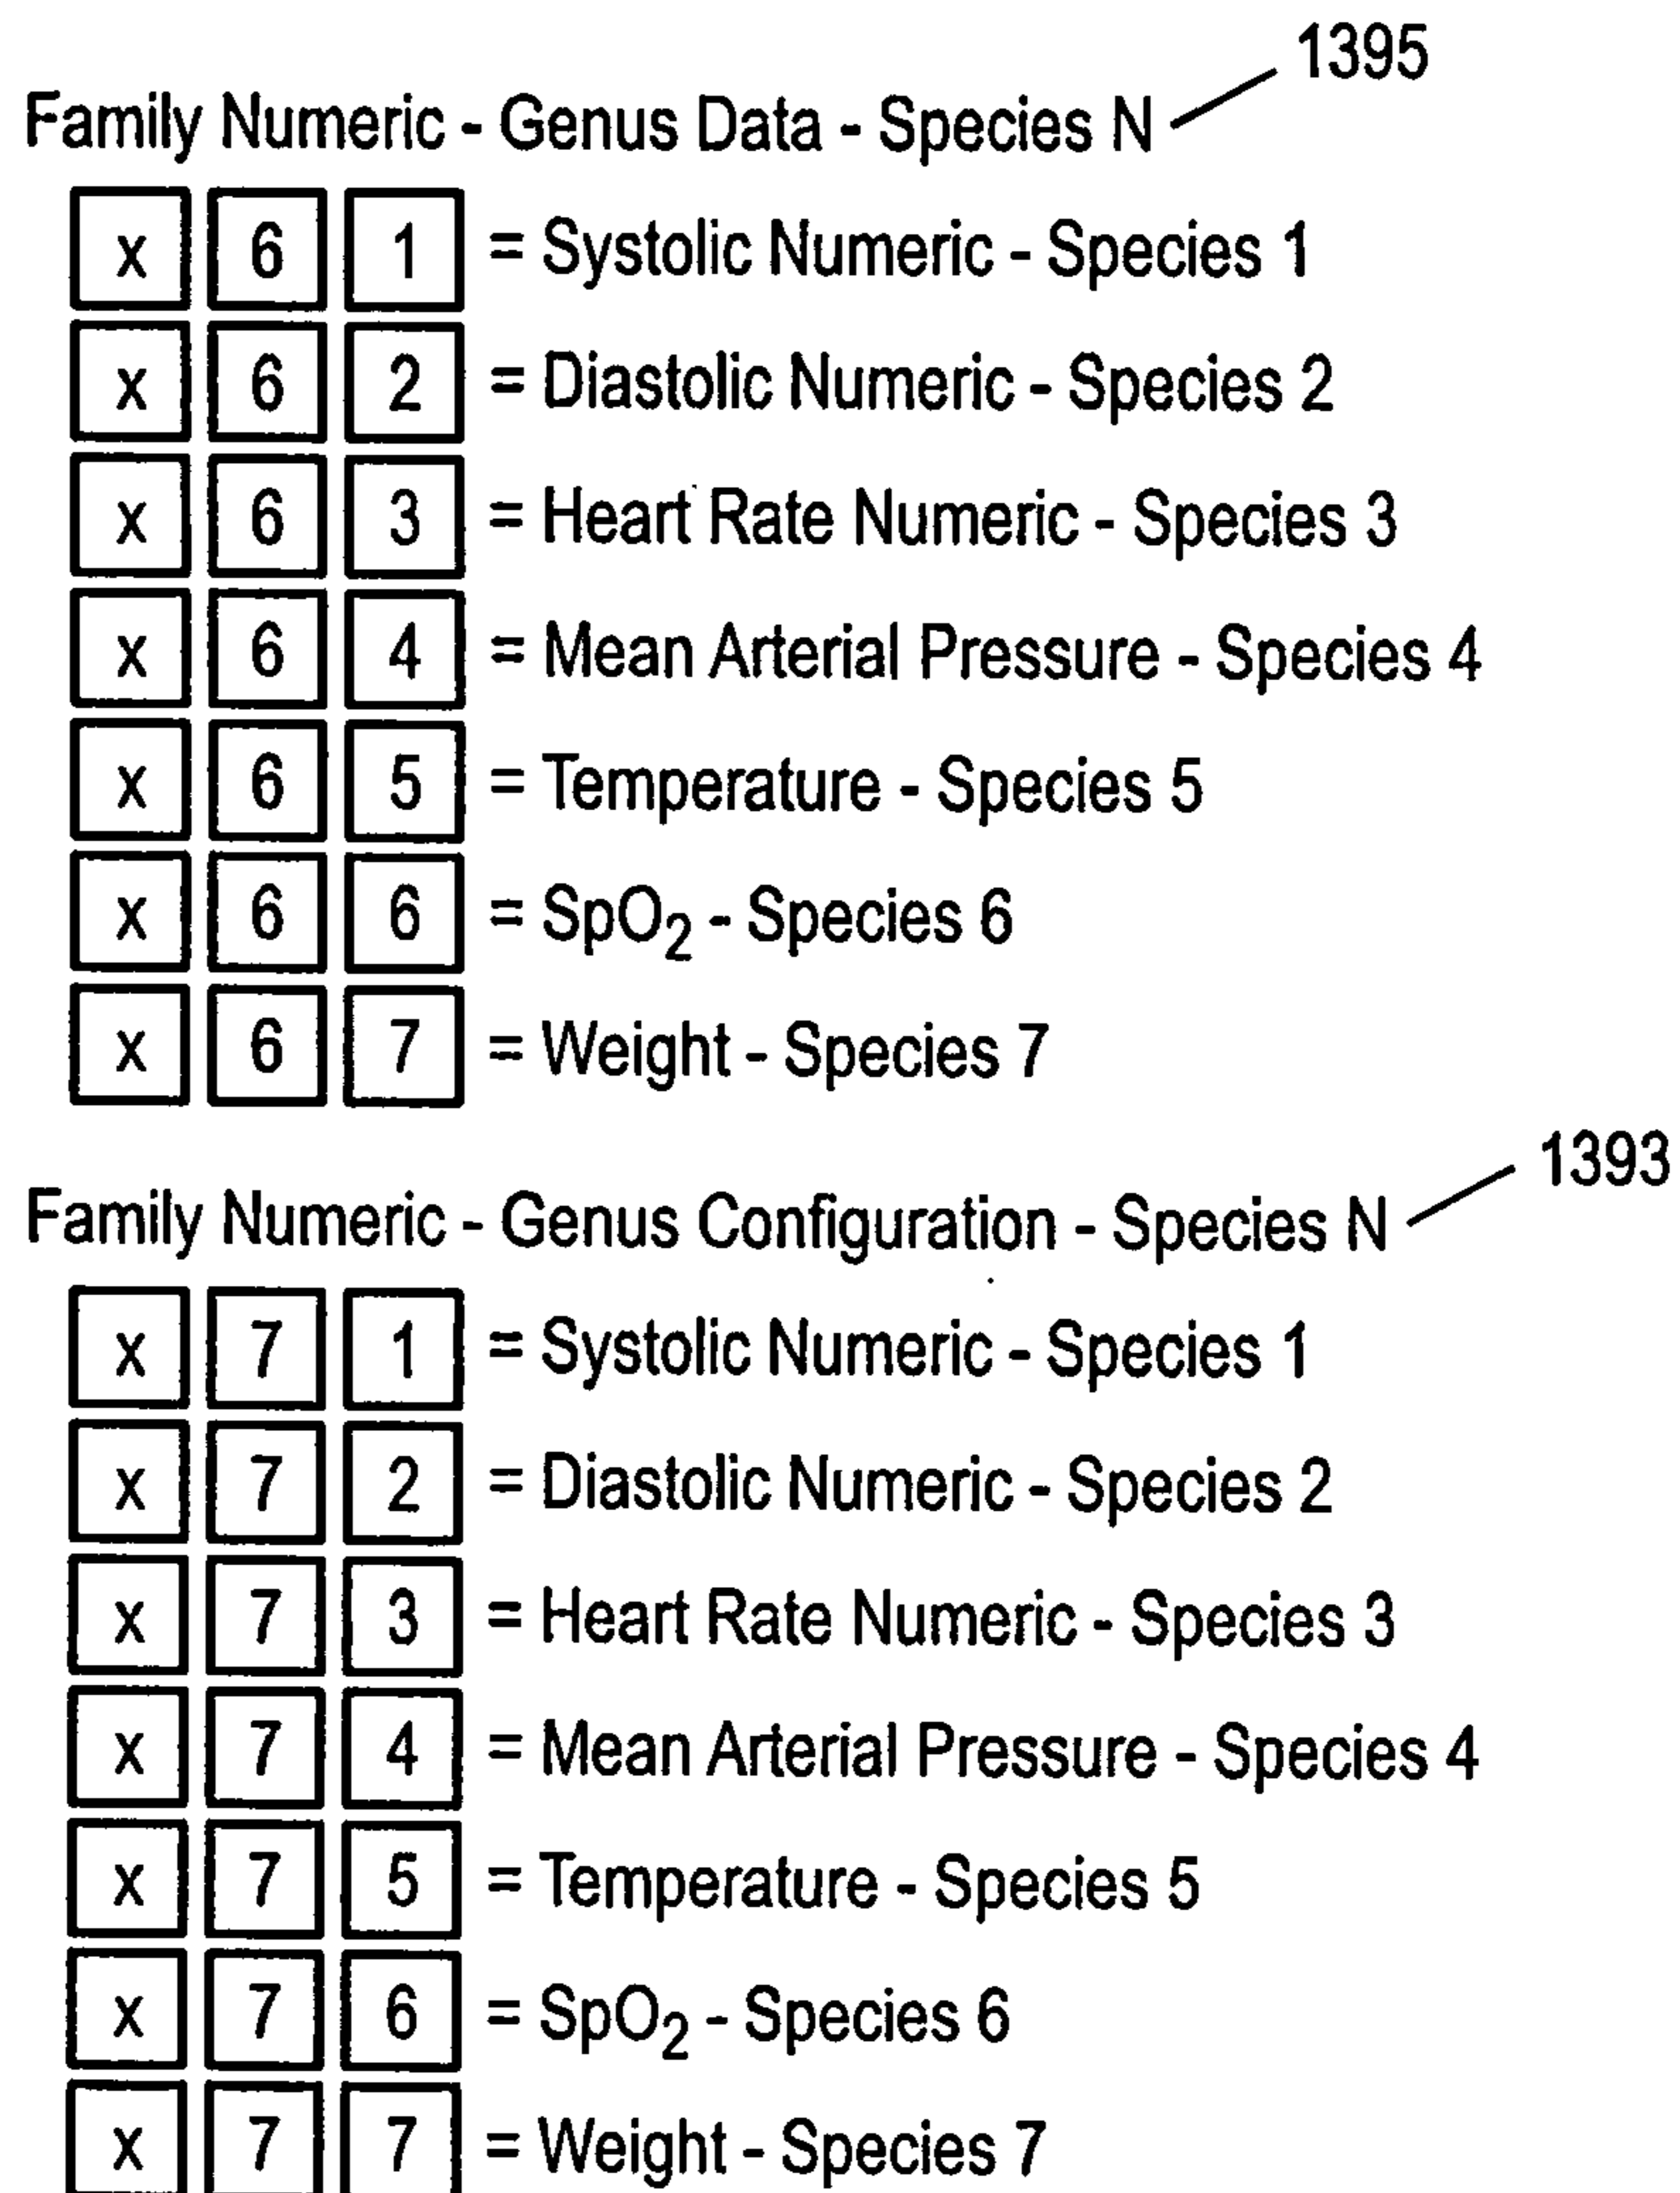 1395
Family Numeric - Genus Data - Species N
x 6 1 = Systolic Numeric - Species 1
x 6 2 = Diastolic Numeric - Species 2
x 6 3 = Heart Rate Numeric - Species 3
x 6 4 = Mean Arterial Pressure - Species 4
x 6 5 = Temperature - Species 5
x 6 6 = SpO₂ - Species 6
x 6 7 = Weight - Species 7
1393
Family Numeric - Genus Configuration - Species N
x 7 1 = Systolic Numeric - Species 1
x 7 2 = Diastolic Numeric - Species 2
x 7 3 = Heart Rate Numeric - Species 3
x 7 4 = Mean Arterial Pressure - Species 4
x 7 5 = Temperature - Species 5
x 7 6 = SpO₂ - Species 6
x 7 7 = Weight - Species 7